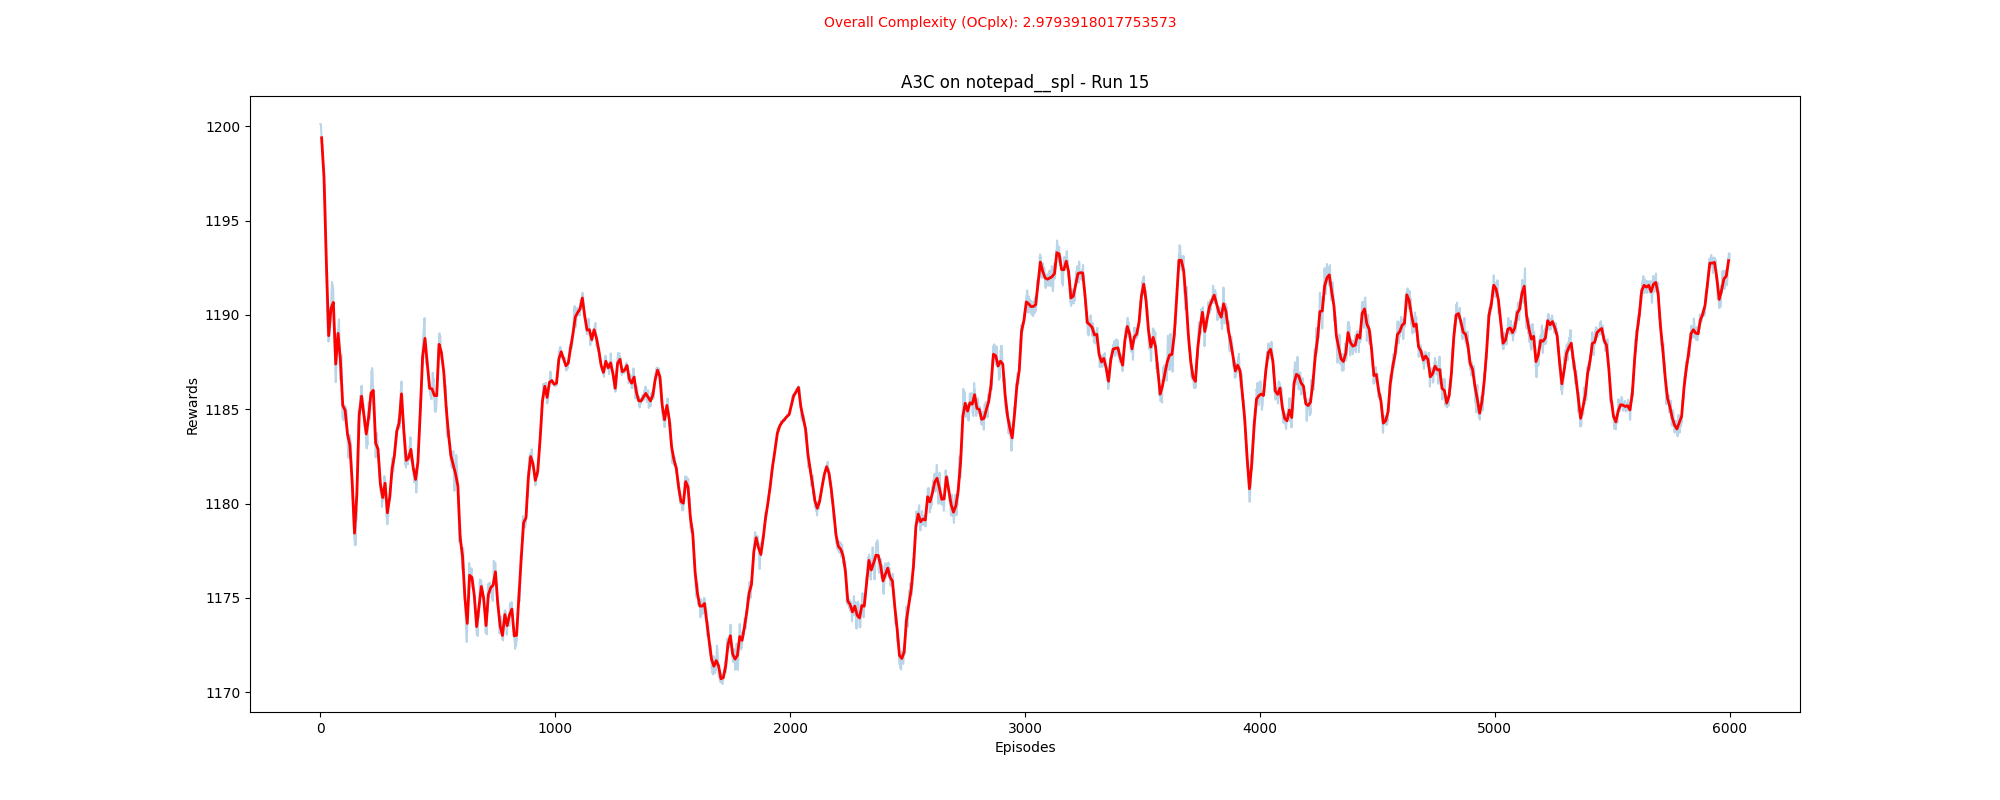 Overall Complexity (OCplx): 2.9793918017753573
A3C on notepad__spl - Run 15
1200
1195
1190
1185
1180
1175
1170
Rewards
0 1000 2000 3000 4000 5000 6000
Episodes